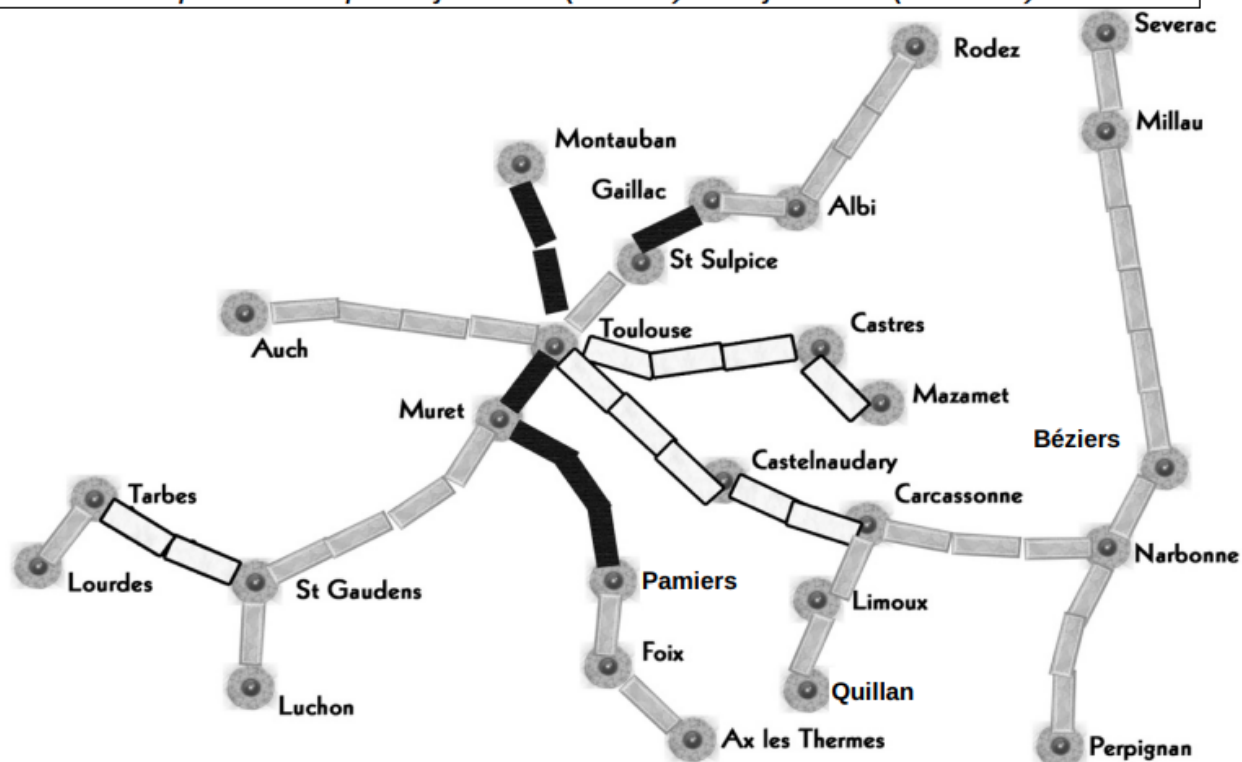 Severac
Rodez
Millau
Montauban
Gaillac
Albi
St Sulpice
Toulouse
Castres
Auch
Mazamet
Muret
Béziers
Castelnaudary
Tarbes
Carcassonne
Narbonne
Lourdes
St Gaudens
Pamiers
Limoux
Foix
Quillan
Luchon
Ax les Thermes
Perpignan